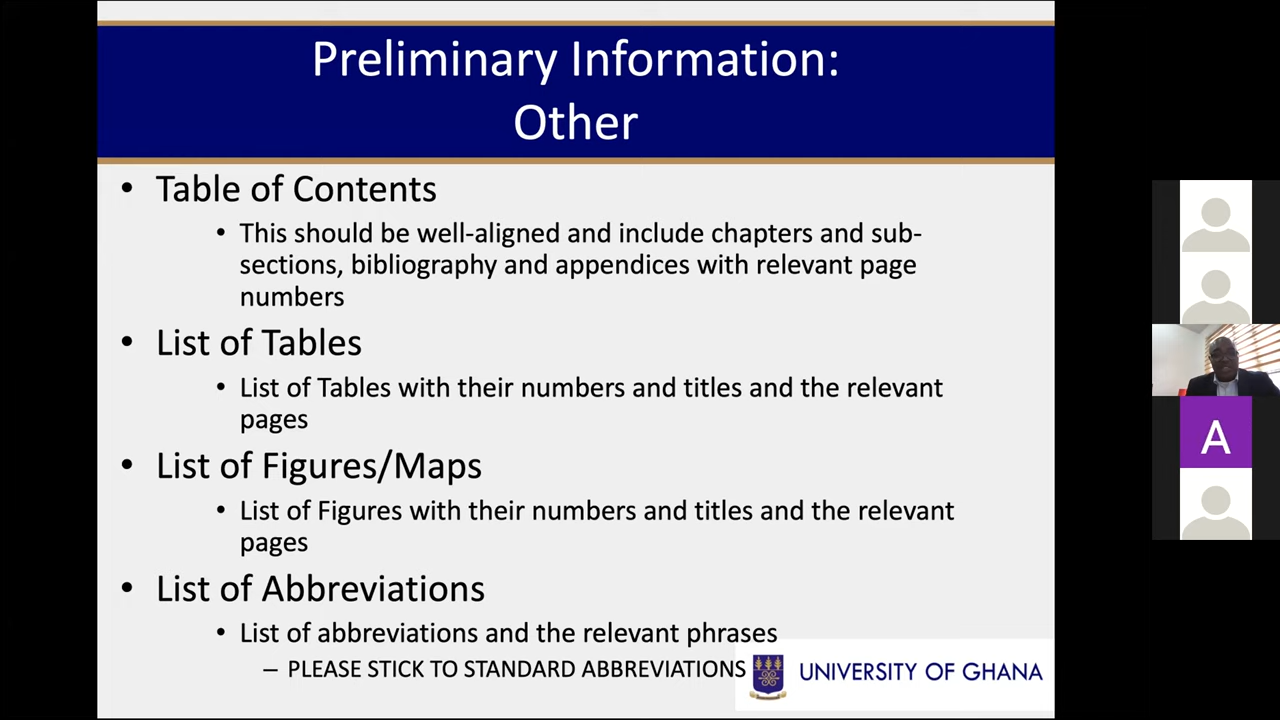 Preliminary Information:
Other
• Table of Contents
• This should be well-aligned and include chapters and sub-
sections, bibliography and appendices with relevant page
numbers
• List of Tables
• List of Tables with their numbers and titles and the relevant
pages
• List of Figures/Maps
• List of Figures with their numbers and titles and the relevant
pages
• List of Abbreviations
• List of abbreviations and the relevant phrases
– PLEASE STICK TO STANDARD ABBREVIATIONS
UNIVERSITY OF GHANA
A